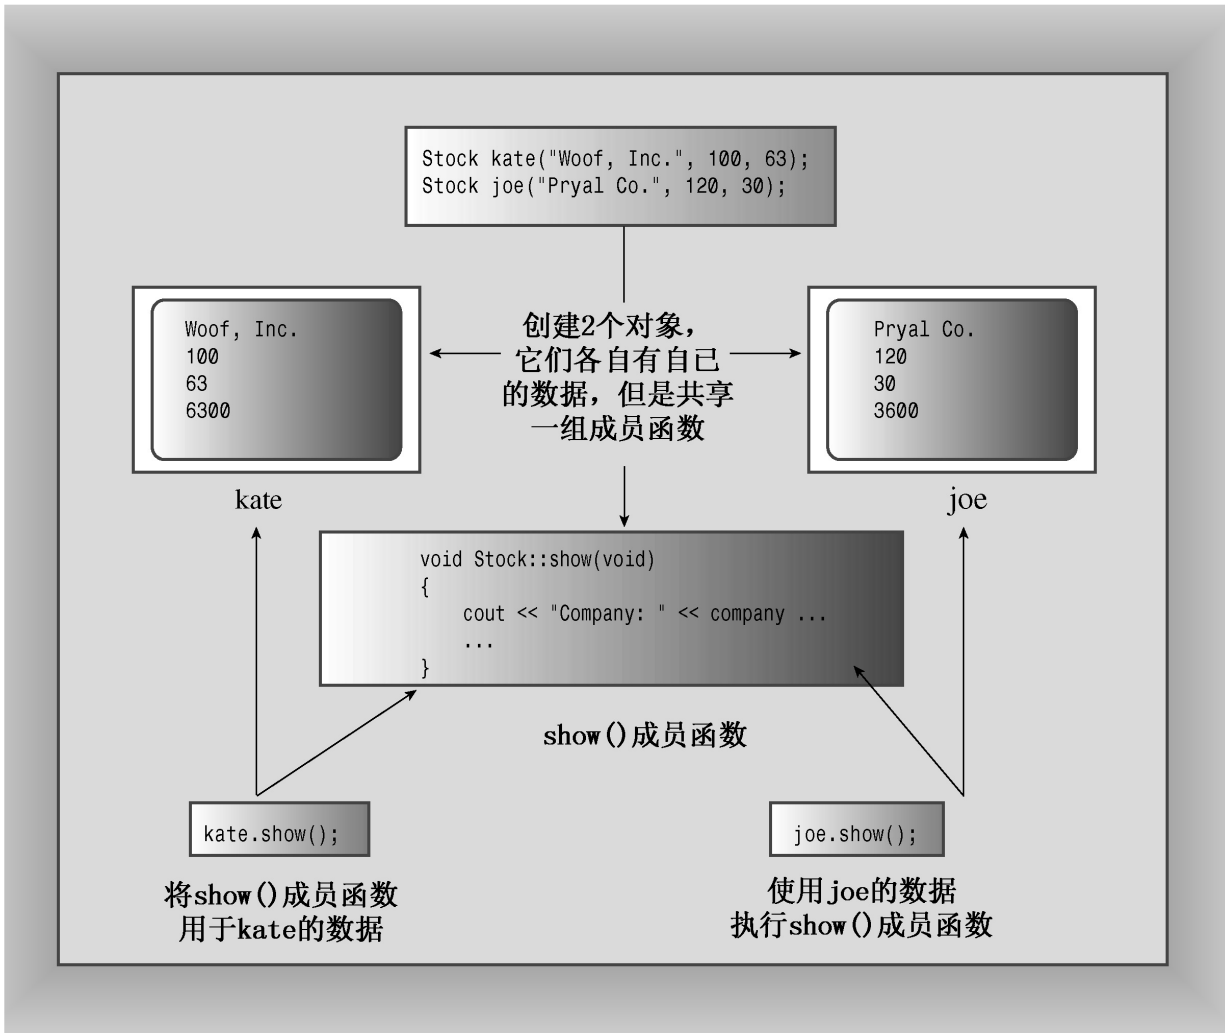 Stock kate("Woof, Inc.", 100, 63);
Stock joe("Pryal Co.", 120, 30);
Woof, Inc.
100
63
6300
kate
创建2个对象，
它们各自有自己
的数据，但是共享
一组成员函数
Pryal Co.
120
30
3600
joe
void Stock::show(void)
{
cout << "Company: " << company ...
...
}
show()成员函数
kate.show();
将show()成员函数
用于kate的数据
joe.show();
使用joe的数据
执行show()成员函数